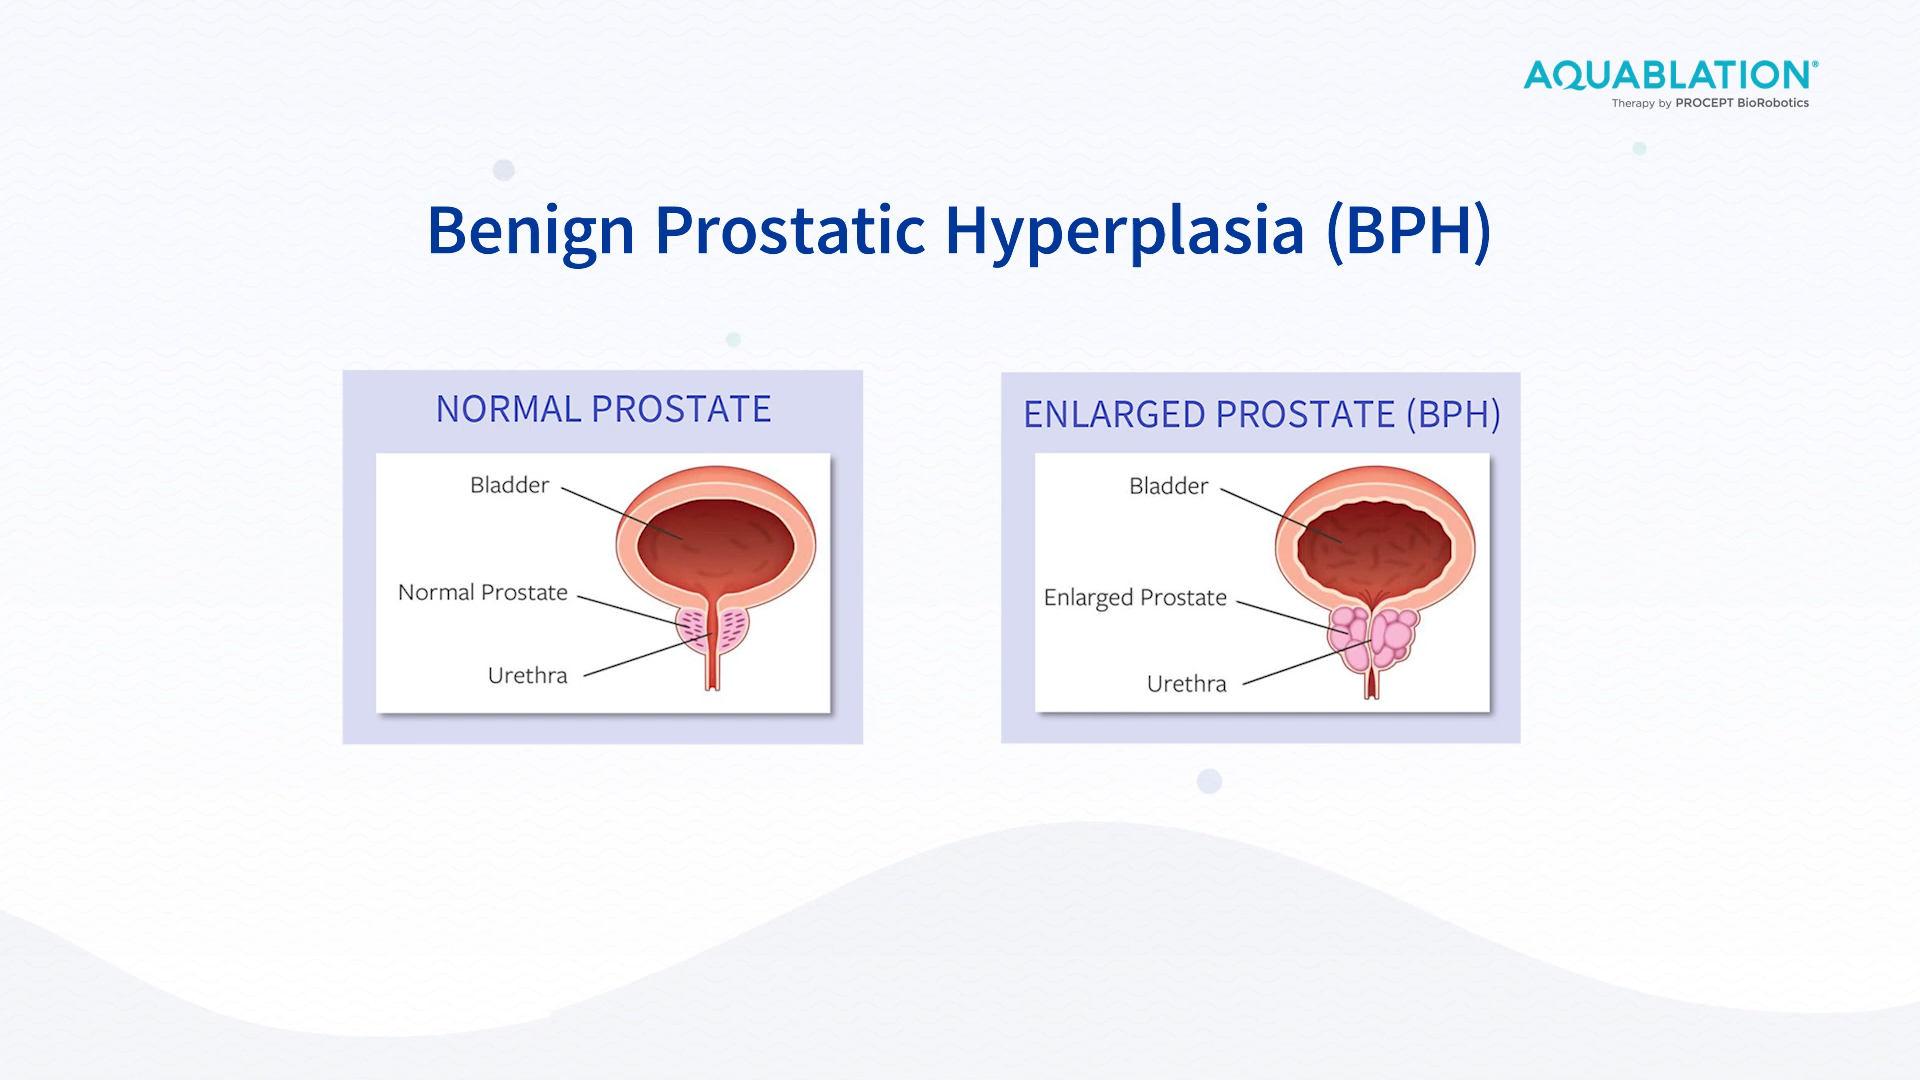 AQUABLATION®
Therapy by PROCEPT BioRobotics
Benign Prostatic Hyperplasia (BPH)
NORMAL PROSTATE
Bladder
Normal Prostate
Urethra
ENLARGED PROSTATE (BPH)
Bladder
Enlarged Prostate
Urethra